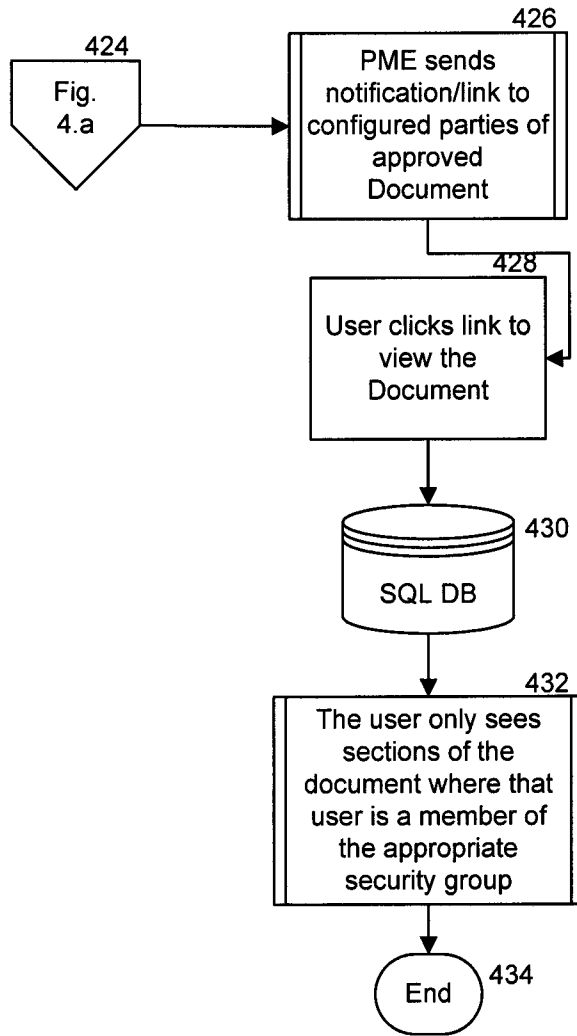 424
Fig.
4.a
426
PME sends
notification/link to
configured parties of
approved
Document
428
User clicks link to
view the
Document
430
SQL DB
432
The user only sees
sections of the
document where that
user is a member of
the appropriate
security group
End
434